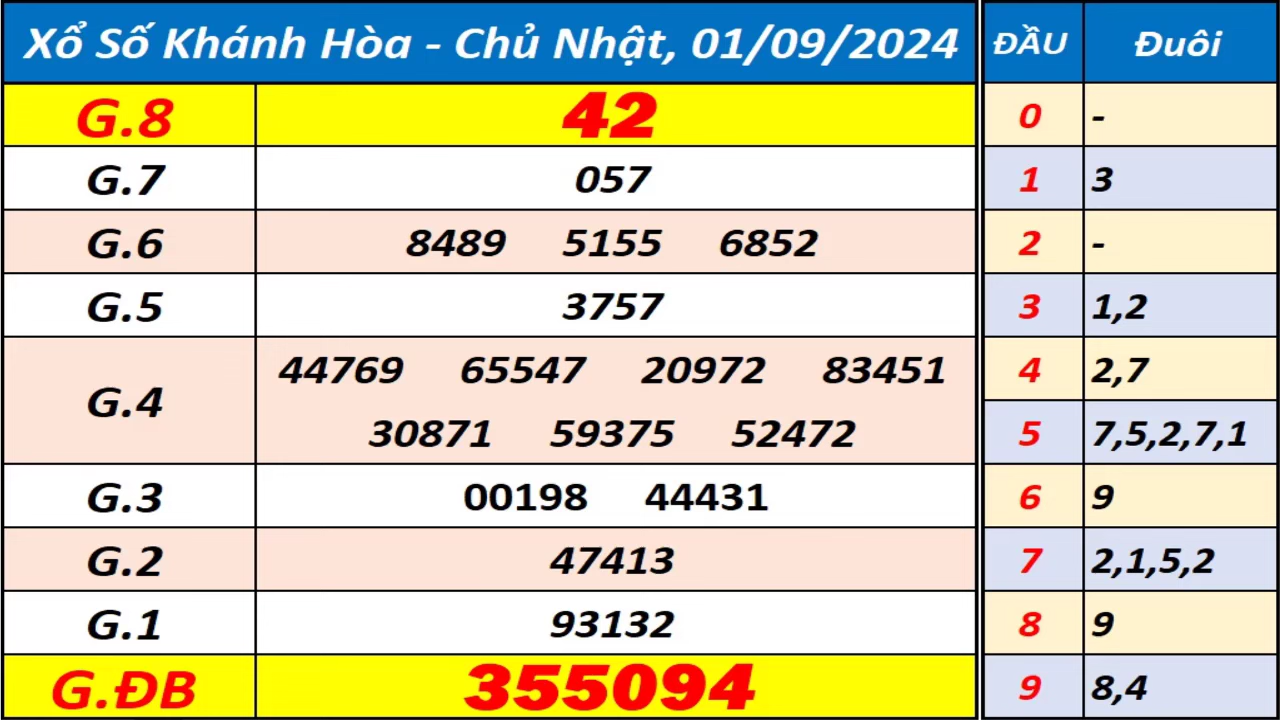 Xổ Số Khánh Hòa - Chủ Nhật, 01/09/2024
G.8 42
G.7 057
G.6 8489 5155 6852
G.5 3757
G.4 44769 65547 20972 83451
30871 59375 52472
G.3 00198 44431
G.2 47413
G.1 93132
G.ĐB 355094
ĐẦU Đuôi
0 -
1 3
2 -
3 1,2
4 2,7
5 7,5,2,7,1
6 9
7 2,1,5,2
8 9
9 8,4